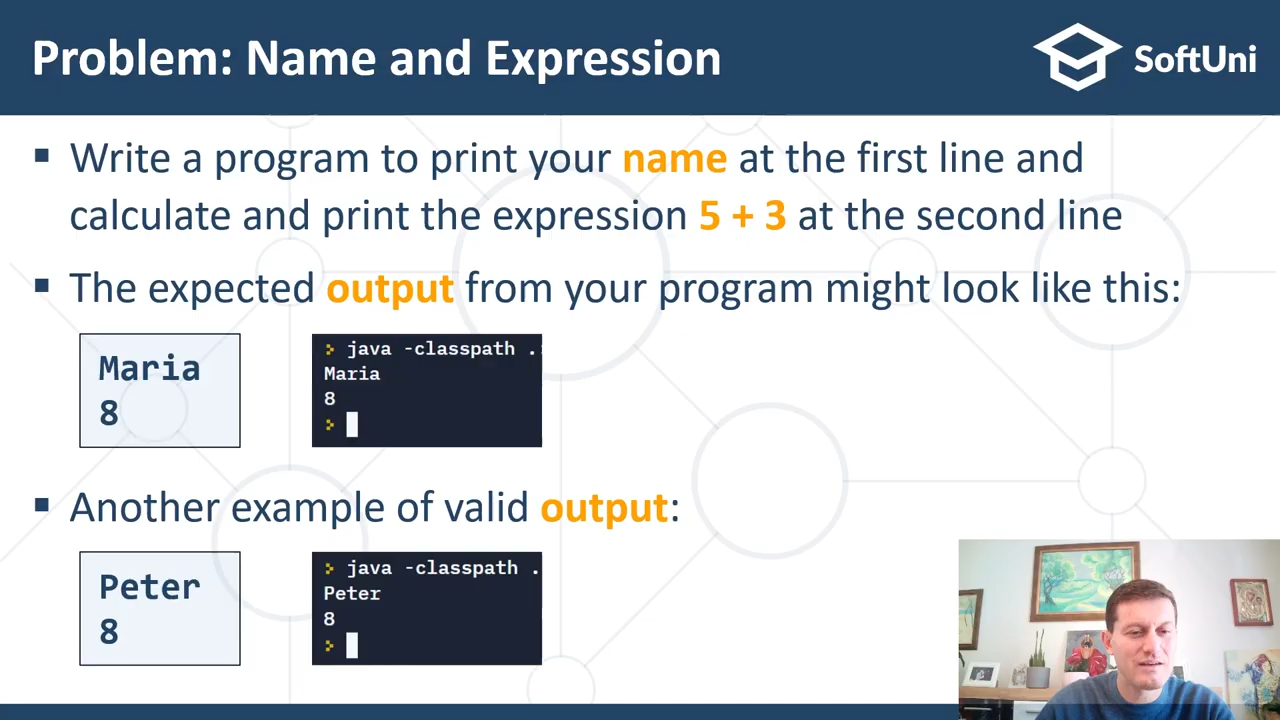 Problem: Name and Expression
SoftUni
▪ Write a program to print your name at the first line and
calculate and print the expression 5 + 3 at the second line
▪ The expected output from your program might look like this:
Maria
8
> java -classpath .
Maria
8
>
▪ Another example of valid output:
Peter
8
> java -classpath .
Peter
8
>